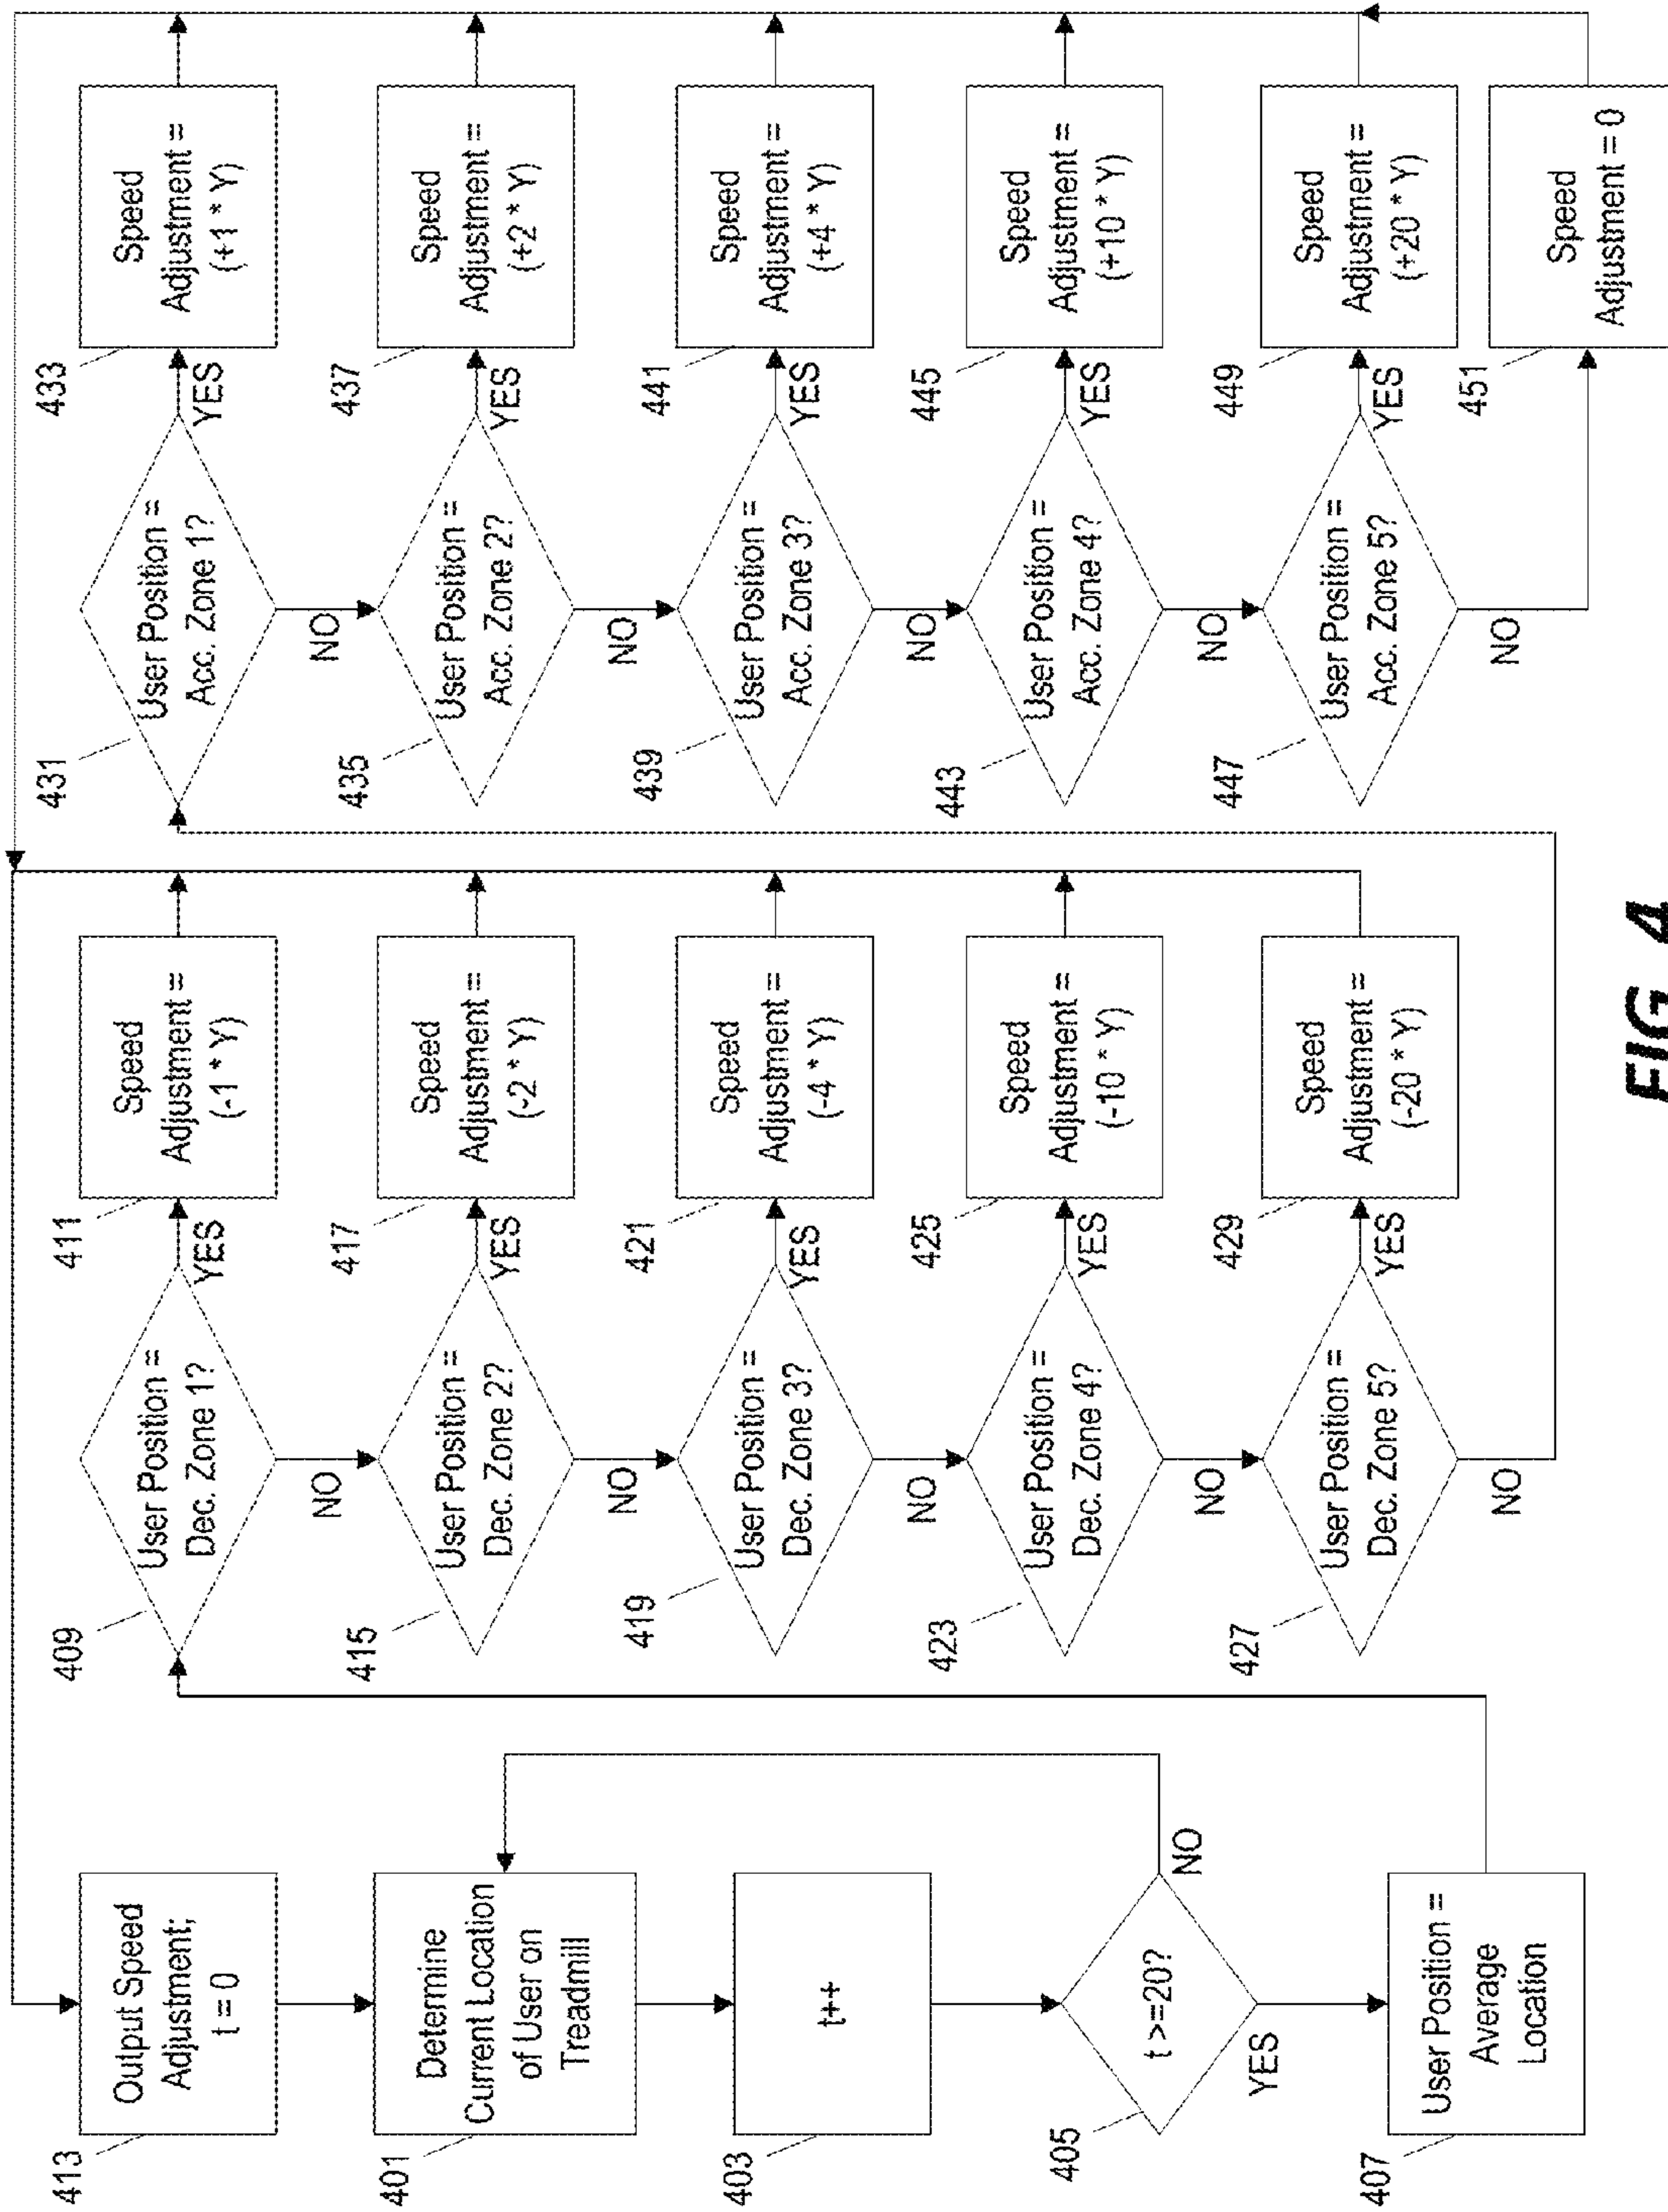 413
Output Speed
Adjustment;
t = 0
401
Determine
Current Location
of User on
Treadmill
403
t++
405
t >=20?
NO
YES
407
User Position =
Average
Location
409
User Position =
Dec. Zone 1?
YES
NO
411
Speed
Adjustment =
(-1 * Y)
415
User Position =
Dec. Zone 2?
YES
NO
417
Speed
Adjustment =
(-2 * Y)
419
User Position =
Dec. Zone 3?
YES
NO
421
Speed
Adjustment =
(-4 * Y)
423
User Position =
Dec. Zone 4?
YES
NO
425
Speed
Adjustment =
(-10 * Y)
427
User Position =
Dec. Zone 5?
YES
NO
429
Speed
Adjustment =
(-20 * Y)
431
User Position =
Acc. Zone 1?
YES
NO
433
Speed
Adjustment =
(+1 * Y)
435
User Position =
Acc. Zone 2?
YES
NO
437
Speed
Adjustment =
(+2 * Y)
439
User Position =
Acc. Zone 3?
YES
NO
441
Speed
Adjustment =
(+4 * Y)
443
User Position =
Acc. Zone 4?
YES
NO
445
Speed
Adjustment =
(+10 * Y)
447
User Position =
Acc. Zone 5?
YES
NO
449
Speed
Adjustment =
(+20 * Y)
451
Speed
Adjustment = 0
FIG. 4